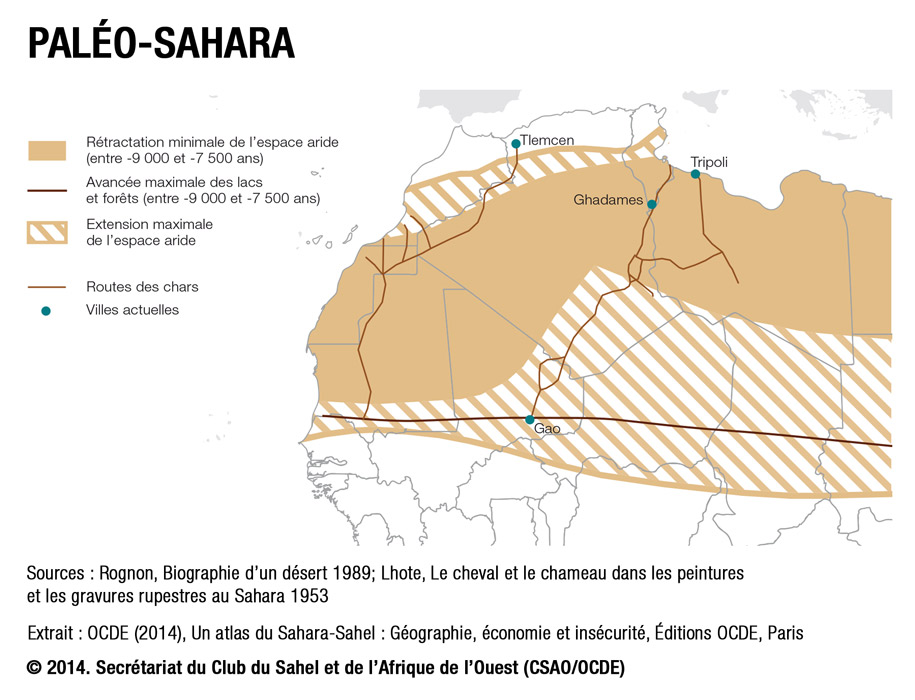 PALÉO-SAHARA
Rétractation minimale de l'espace aride
(entre -9 000 et -7 500 ans)
Avancée maximale des lacs
et forêts (entre -9 000 et -7 500 ans)
Extension maximale
de l'espace aride
Routes des chars
Villes actuelles
Tlemcen
Tripoli
Ghadames
Gao
Sources : Rognon, Biographie d'un désert 1989; Lhote, Le cheval et le chameau dans les peintures
et les gravures rupestres au Sahara 1953
Extrait : OCDE (2014), Un atlas du Sahara-Sahel : Géographie, économie et insécurité, Éditions OCDE, Paris
© 2014. Secrétariat du Club du Sahel et de l'Afrique de l'Ouest (CSAO/OCDE)